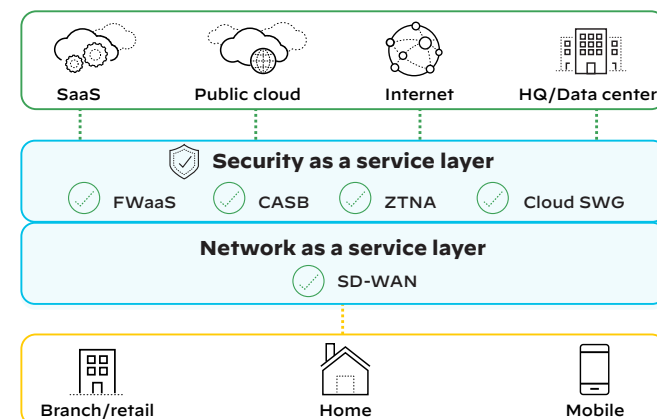 SaaS Public cloud Internet HQ/Data center
Security as a service layer
FWaaS CASB ZTNA Cloud SWG
Network as a service layer
SD-WAN
Branch/retail Home Mobile